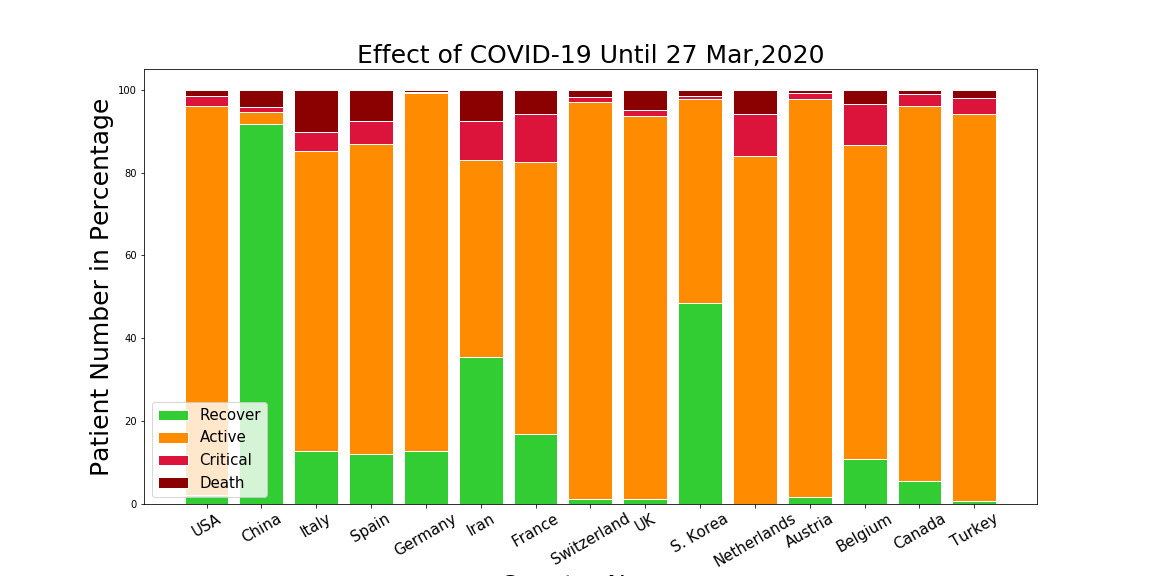 Effect of COVID-19 Until 27 Mar,2020
Patient Number in Percentage
100
80
60
40
20
0
Recover
Active
Critical
Death
USA
China
Italy
Spain
Germany
Iran
France
Switzerland
UK
S. Korea
Netherlands
Austria
Belgium
Canada
Turkey